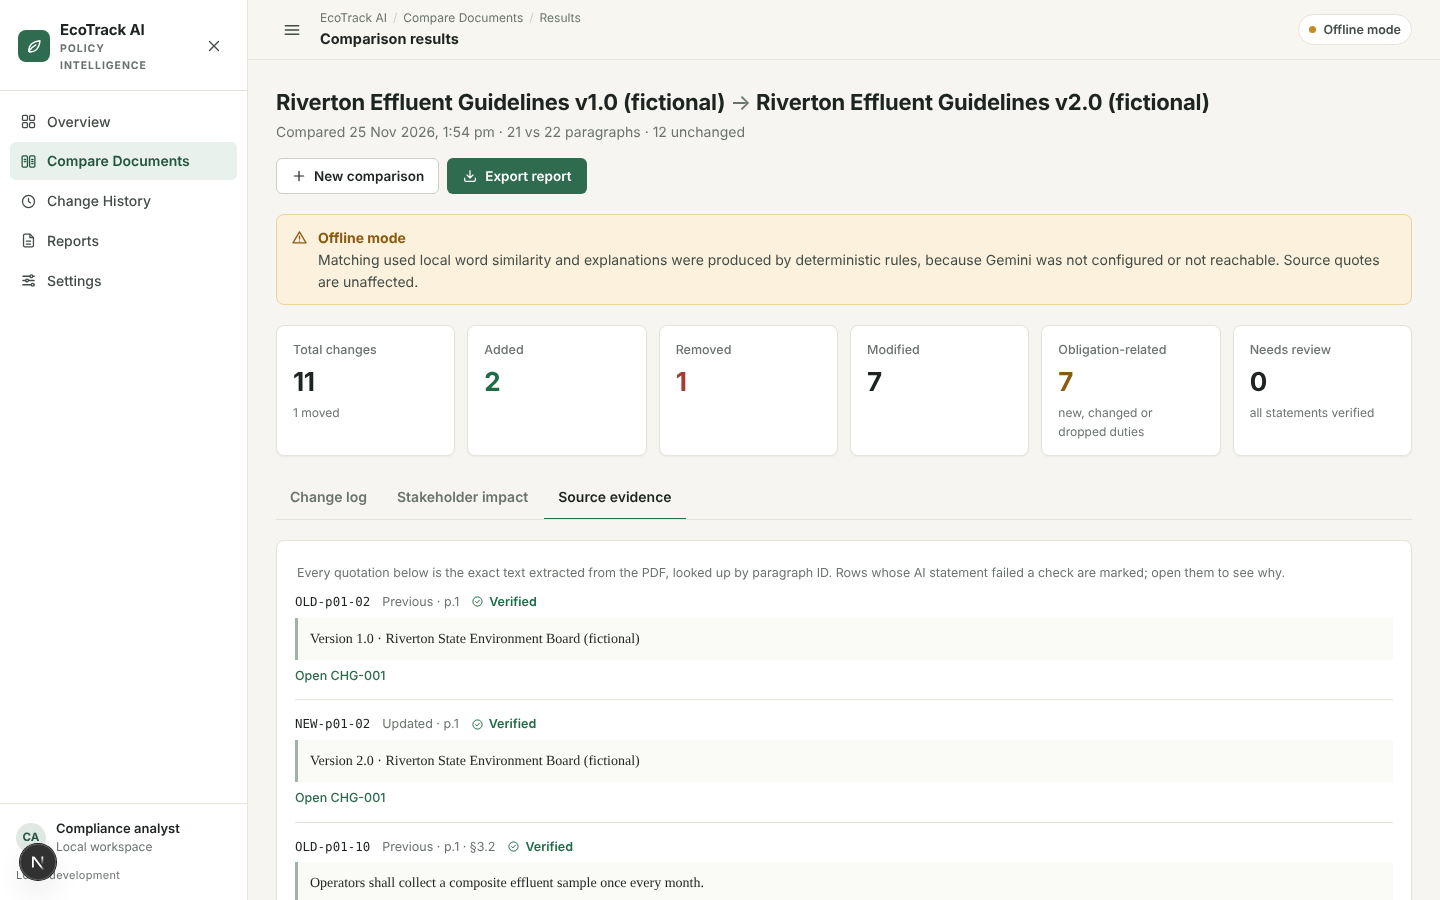 EcoTrack AI
POLICY
INTELLIGENCE
Overview
Compare Documents
Change History
Reports
Settings
CA
Compliance analyst
Local workspace
N
development
EcoTrack AI / Compare Documents / Results
Comparison results
Offline mode
Riverton Effluent Guidelines v1.0 (fictional) → Riverton Effluent Guidelines v2.0 (fictional)
Compared 25 Nov 2026, 1:54 pm · 21 vs 22 paragraphs · 12 unchanged
New comparison
Export report
Offline mode
Matching used local word similarity and explanations were produced by deterministic rules, because Gemini was not configured or not reachable. Source quotes
are unaffected.
Total changes
11
1 moved
Added
2
Removed
1
Modified
7
Obligation-related
7
new, changed or
dropped duties
Needs review
0
all statements verified
Change log
Stakeholder impact
Source evidence
Every quotation below is the exact text extracted from the PDF, looked up by paragraph ID. Rows whose AI statement failed a check are marked; open them to see why.
OLD-p01-02 Previous · p.1 Verified
Version 1.0 · Riverton State Environment Board (fictional)
Open CHG-001
NEW-p01-02 Updated · p.1 Verified
Version 2.0 · Riverton State Environment Board (fictional)
Open CHG-001
OLD-p01-10 Previous · p.1 · §3.2 Verified
Operators shall collect a composite effluent sample once every month.